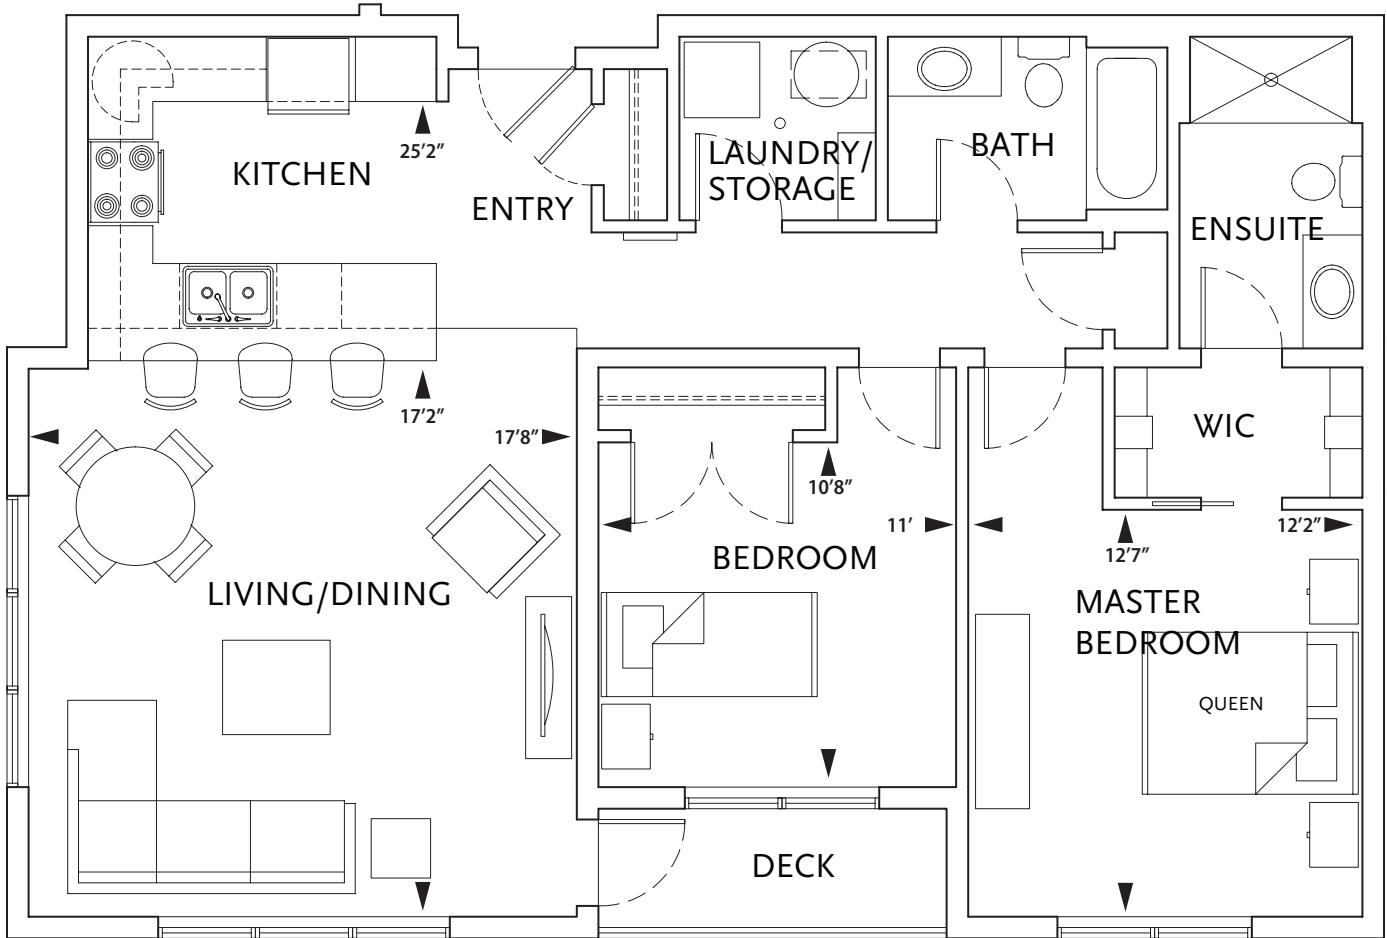 KITCHEN
25'2"
ENTRY
LAUNDRY/
STORAGE
BATH
ENSUITE
17'2"
17'8"
WIC
10'8"
11'
12'2"
12'7"
BEDROOM
LIVING/DINING
MASTER
BEDROOM
QUEEN
DECK